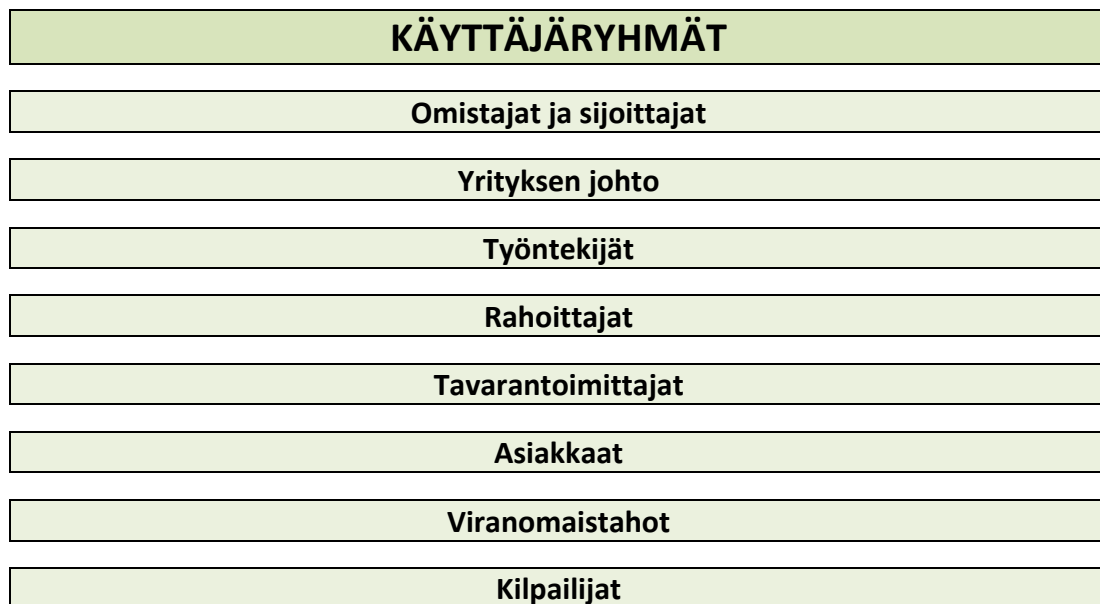 KÄYTTÄJÄRYHMÄT
Omistajat ja sijoittajat
Yrityksen johto
Työntekijät
Rahoittajat
Tavarantoimittajat
Asiakkaat
Viranomaistahot
Kilpailijat